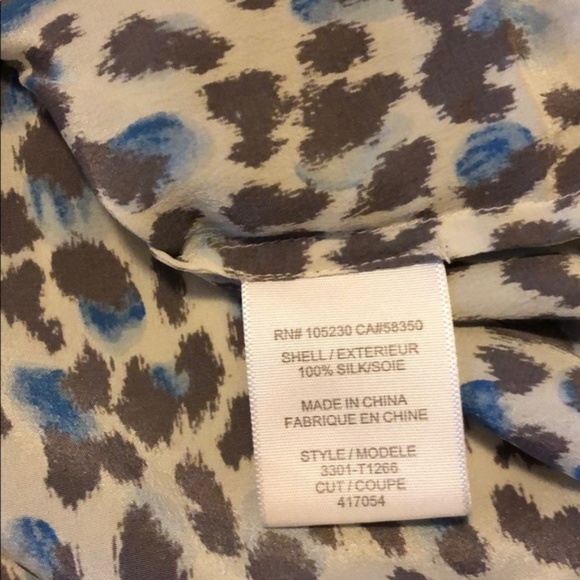 RN# 105230 CA#58350
SHELL / EXTERIEUR
100% SILK/SOIE
MADE IN CHINA
FABRIQUE EN CHINE
STYLE / MODELE
3301-T1266
CUT / COUPE
417054